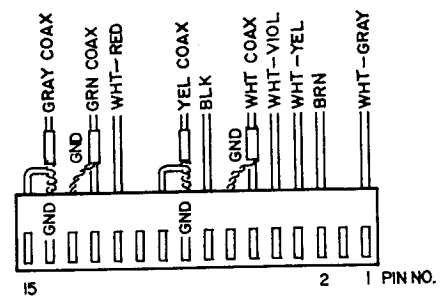 GRAY COAX
GRN COAX
WHT-RED
YEL COAX
BLK
WHT COAX
WHT-VIOL.
WHT-YEL
BRN
WHT-GRAY
GND
GND
GND
GND
15
2
1 PIN NO.